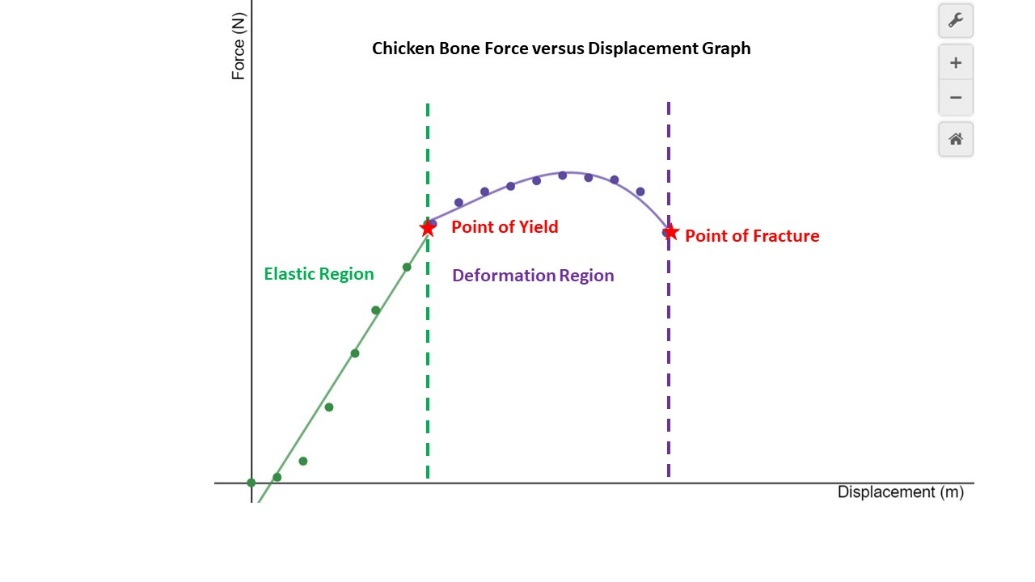 Force (N)
Chicken Bone Force versus Displacement Graph
Point of Yield
Point of Fracture
Elastic Region
Deformation Region
Displacement (m)
+
−